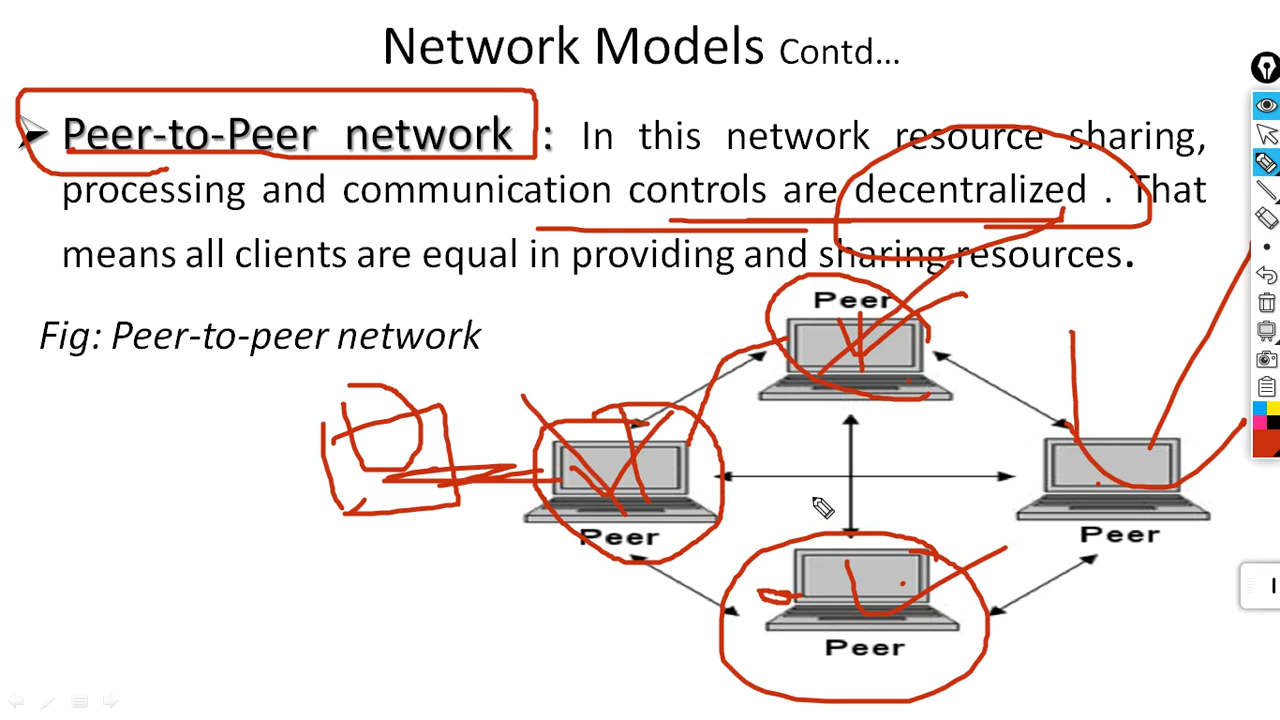 Network Models Contd...
Peer-to-Peer network : In this network resource sharing,
processing and communication controls are decentralized . That
means all clients are equal in providing and sharing resources.
Fig: Peer-to-peer network
Peer
Peer
Peer
Peer